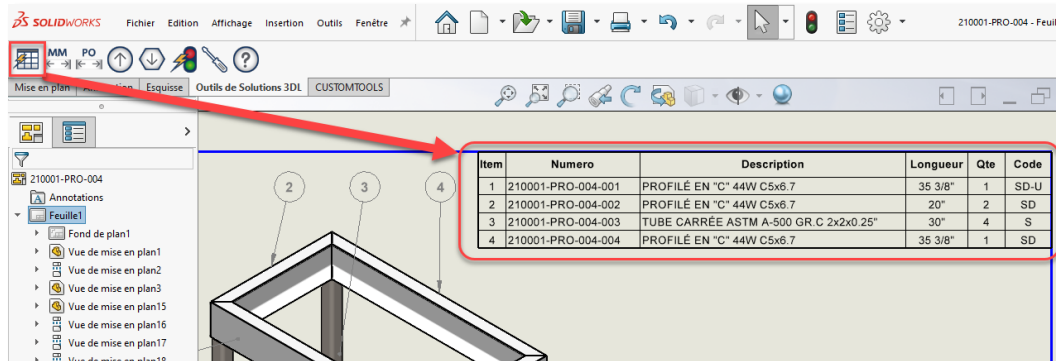 SOLIDWORKS Fichier Edition Affichage Insertion Outils Fenêtre 210001-PRO-004 - Feuil
MM PO
Mise en plan Esquisse Outils de Solutions 3DL CUSTOMTOOLS
210001-PRO-004
Annotations
Feuille1
Fond de plan1
Vue de mise en plan1
Vue de mise en plan2
Vue de mise en plan3
Vue de mise en plan15
Vue de mise en plan16
Vue de mise en plan17
Vue de mise en plan18
2 3 4
Item Numero Description Longueur Qte Code
1 210001-PRO-004-001 PROFILÉ EN "C" 44W C5x6.7 35 3/8" 1 SD-U
2 210001-PRO-004-002 PROFILÉ EN "C" 44W C5x6.7 20" 2 SD
3 210001-PRO-004-003 TUBE CARRÉE ASTM A-500 GR.C 2x2x0.25" 30" 4 S
4 210001-PRO-004-004 PROFILÉ EN "C" 44W C5x6.7 35 3/8" 1 SD